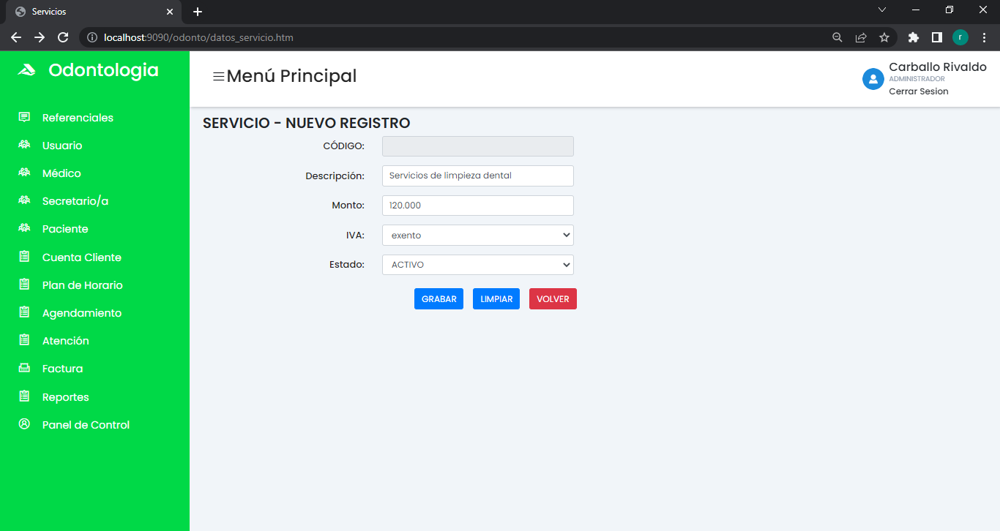 Servicios
localhost:9090/odonto/datos_servicio.htm
r
Odontologia
Menú Principal
Carballo Rivaldo
ADMINISTRADOR
Cerrar Sesion
Referenciales
Usuario
Médico
Secretario/a
Paciente
Cuenta Cliente
Plan de Horario
Agendamiento
Atención
Factura
Reportes
Panel de Control
SERVICIO - NUEVO REGISTRO
CÓDIGO:
Descripción: Servicios de limpieza dental
Monto: 120.000
IVA: exento
Estado: ACTIVO
GRABAR LIMPIAR VOLVER